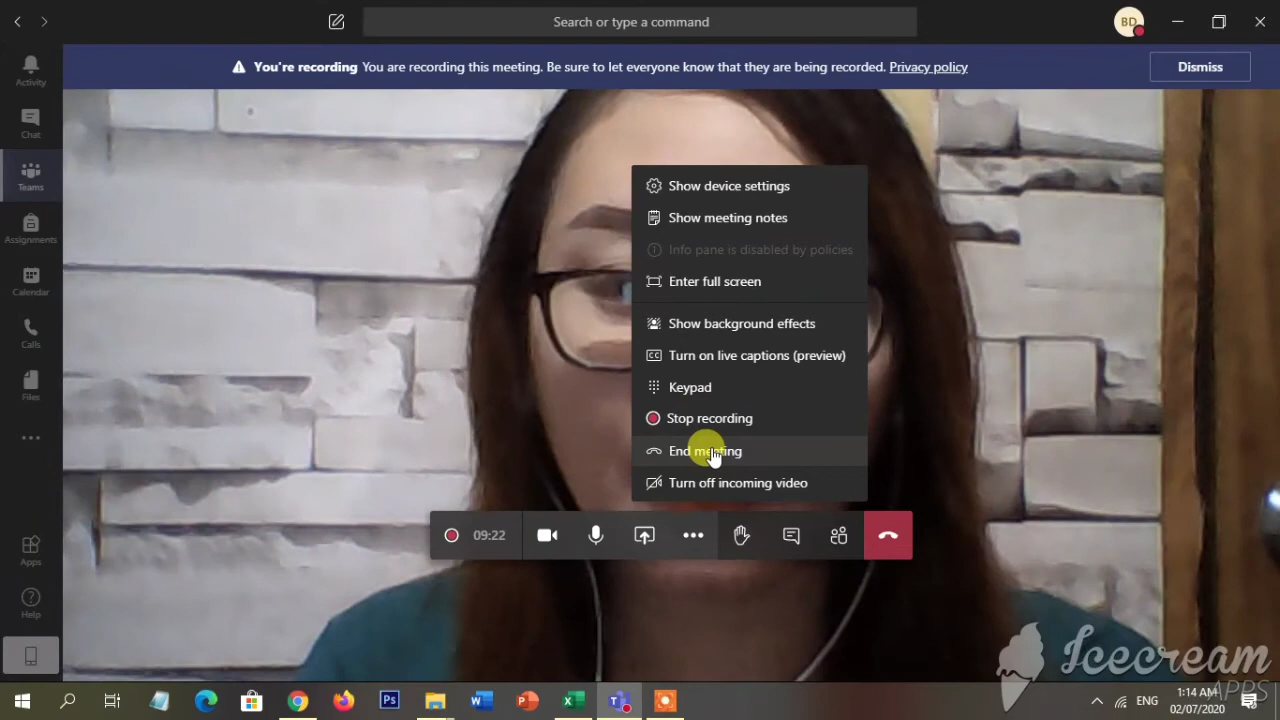 Search or type a command
BD
You're recording You are recording this meeting. Be sure to let everyone know that they are being recorded. Privacy policy
Dismiss
Activity
Chat
Teams
Assignments
Calendar
Calls
Files
Apps
Help
Show device settings
Show meeting notes
Info pane is disabled by policies
Enter full screen
Show background effects
CC Turn on live captions (preview)
Keypad
Stop recording
End meeting
Turn off incoming video
09:22
Icecream
APPS
Ps
ENG
1:14 AM
02/07/2020